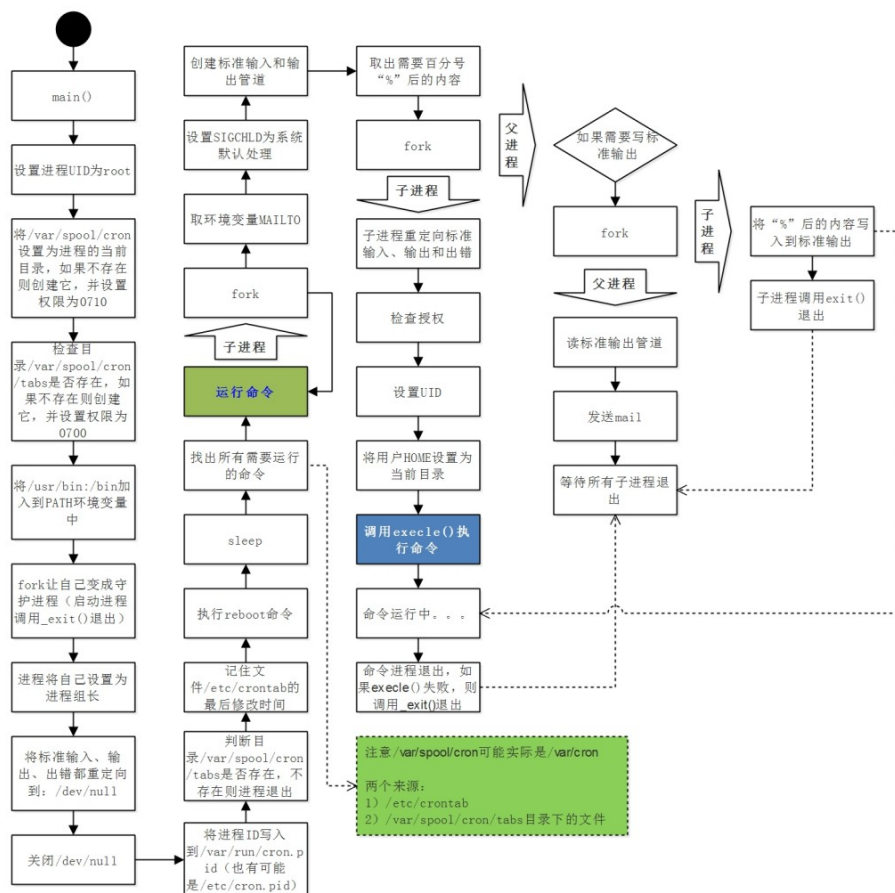 main()
设置进程UID为root
将/var/spool/cron
设置为进程的当前
目录，如果不存在
则创建它，并设置
权限为0710
检查目
录/var/spool/cron
/tabs是否存在，如
果不存在则创建
它，并设置权限为
0700
将/usr/bin:/bin加
入到PATH环境变量
中
fork让自己变成守
护进程（启动进程
调用_exit()退出）
进程将自己设置为
进程组长
将标准输入、输
出、出错都重定向
到：/dev/null
关闭/dev/null
将进程ID写入
到/var/run/cron.p
id（也有可能
是/etc/cron.pid）
判断目
录/var/spool/cron
/tabs是否存在，不
存在则进程退出
记住文
件/etc/crontab的
最后修改时间
执行reboot命令
sleep
找出所有需要运行
的命令
运行命令
子进程
fork
取环境变量MAILTO
设置SIGCHLD为系统
默认处理
创建标准输入和输
出管道
取出需要百分号
“%”后的内容
fork
子进程
子进程重定向标准
输入、输出和出错
检查授权
设置UID
将用户HOME设置为
当前目录
调用execle()执
行命令
命令运行中。。。
命令进程退出，如
果execle()失败，则
调用_exit()退出
父进程
如果需要写标
准输出
fork
父进程
读标准输出管道
发送mail
等待所有子进程退
出
子进程
将“%”后的内容写
入到标准输出
子进程调用exit()
退出
注意/var/spool/cron可能实际是/var/cron
两个来源：
1）/etc/crontab
2）/var/spool/cron/tabs目录下的文件